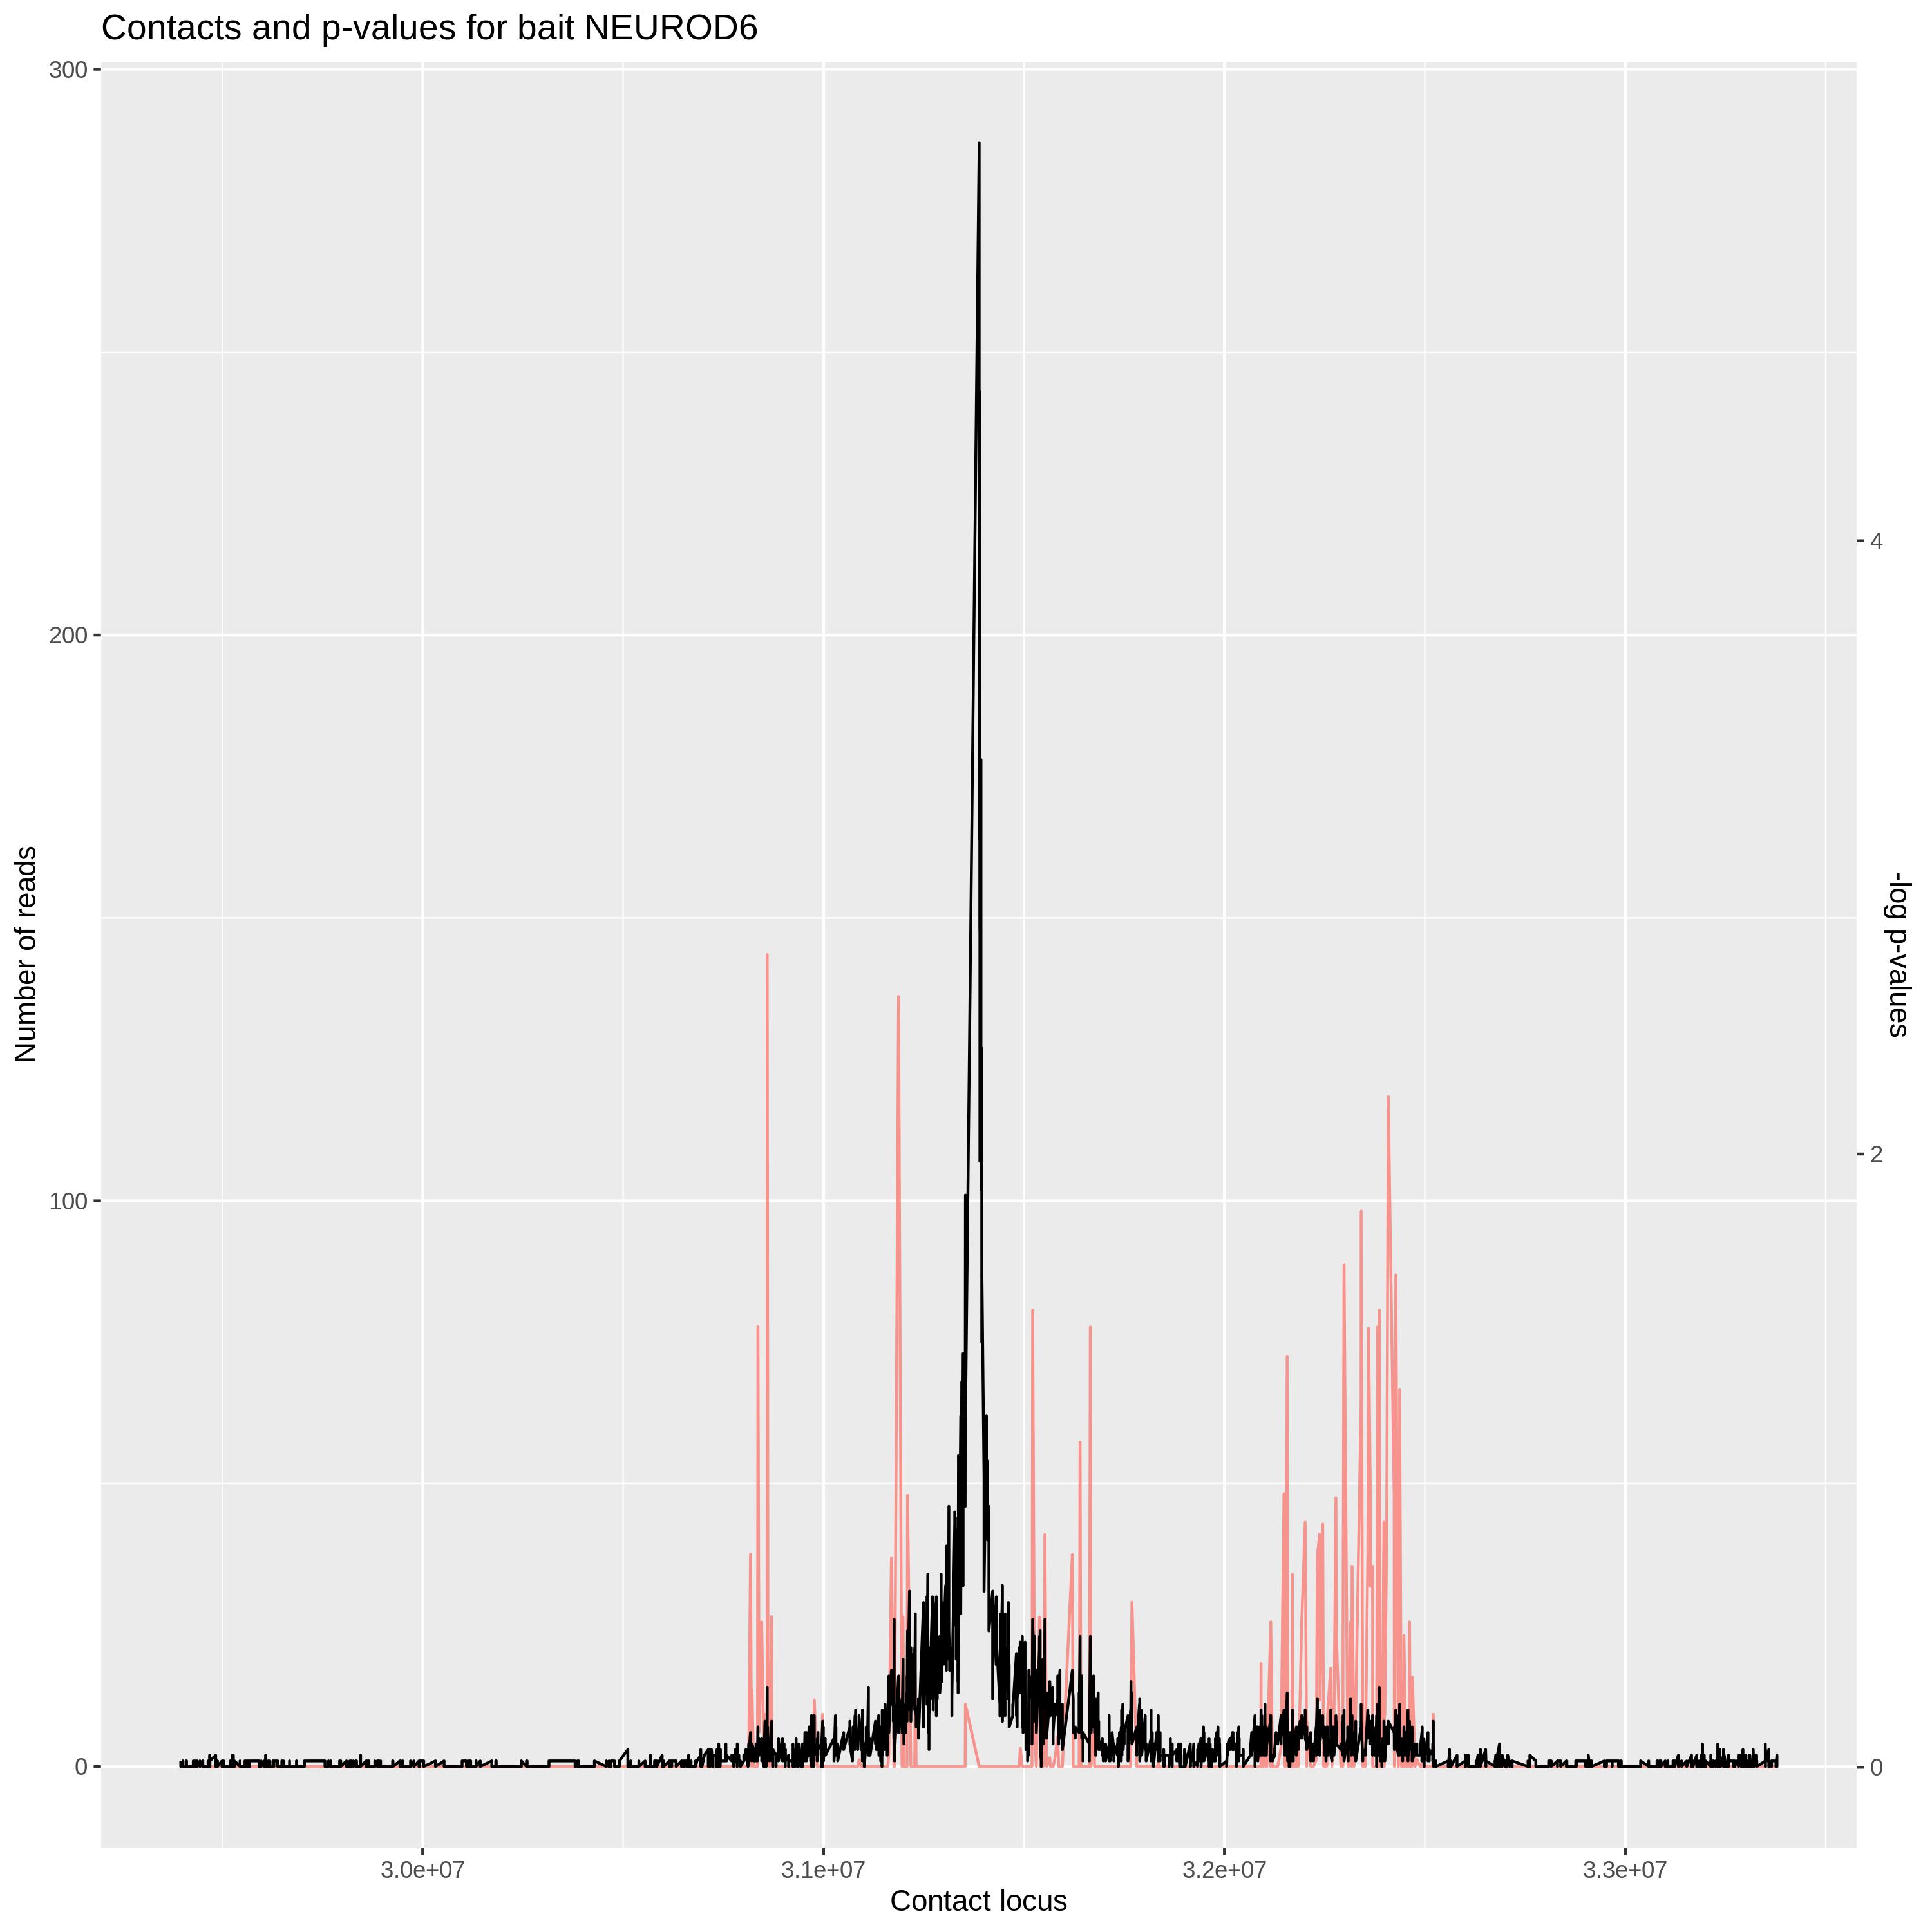 Contacts and p-values for bait NEUROD6
300
200
100
0
Number of reads
4
2
0
-log p-values
3.0e+07
3.1e+07
3.2e+07
3.3e+07
Contact locus